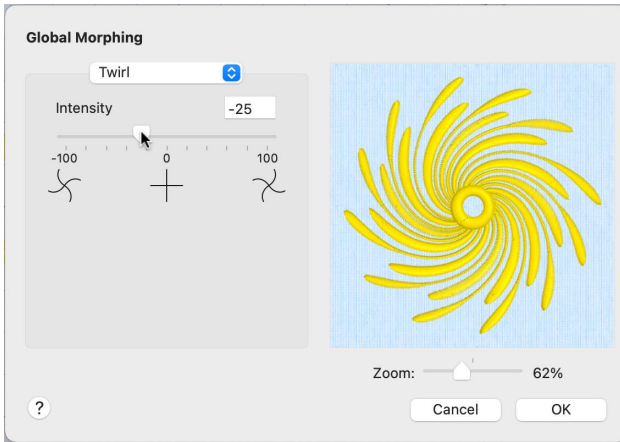 Global Morphing
Twirl
Intensity
-25
-100 0 100
Zoom: 62%
?
Cancel
OK